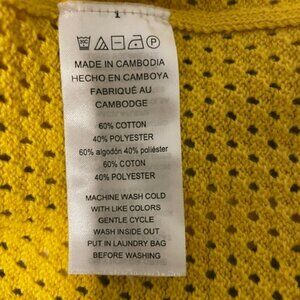 1
P
MADE IN CAMBODIA
HECHO EN CAMBOYA
FABRIQUÉ AU
CAMBODGE
60% COTTON
40% POLYESTER
60% algodón 40% poliéster
60% COTON
40% POLYESTER
MACHINE WASH COLD
WITH LIKE COLORS
GENTLE CYCLE
WASH INSIDE OUT
PUT IN LAUNDRY BAG
BEFORE WASHING